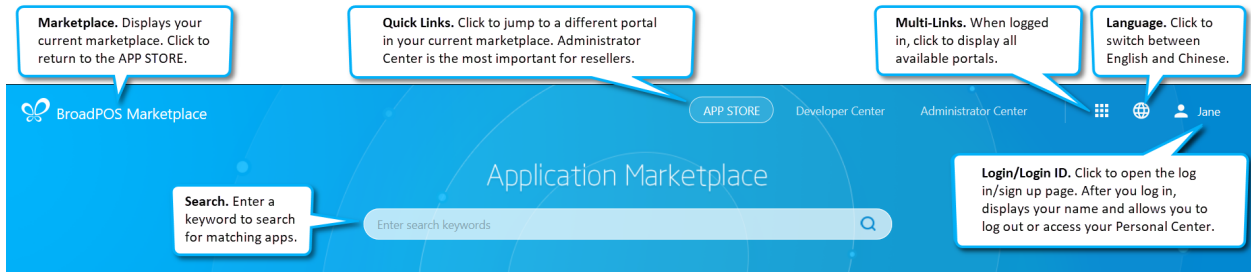 Marketplace. Displays your
current marketplace. Click to
return to the APP STORE.
Quick Links. Click to jump to a different portal
in your current marketplace. Administrator
Center is the most important for resellers.
Multi-Links. When logged
in, click to display all
available portals.
Language. Click to
switch between
English and Chinese.
BroadPOS Marketplace
APP STORE
Developer Center
Administrator Center
Jane
Application Marketplace
Search. Enter a
keyword to search
for matching apps.
Enter search keywords
Login/Login ID. Click to open the log
in/sign up page. After you log in,
displays your name and allows you to
log out or access your Personal Center.